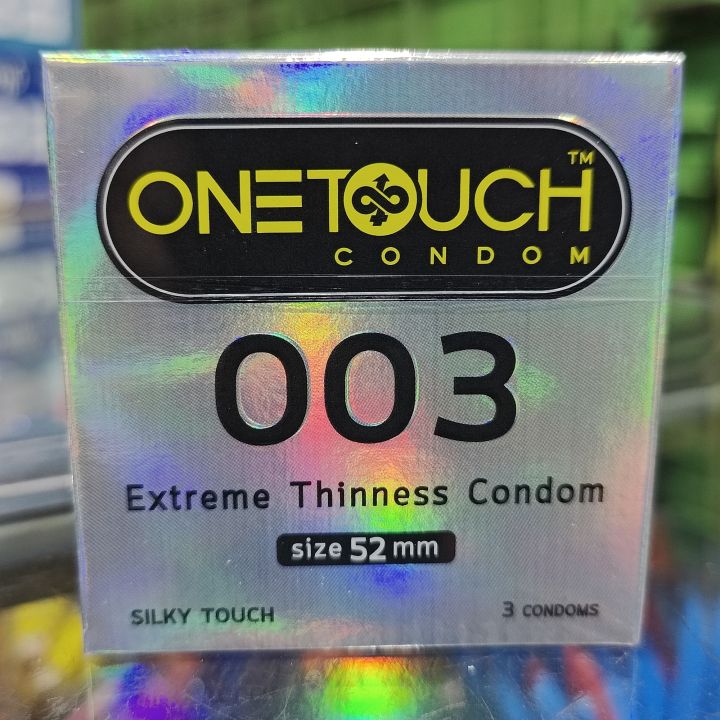 ONETOUCH™
CONDOM
003
Extreme Thinness Condom
size 52 mm
SILKY TOUCH
3 CONDOMS